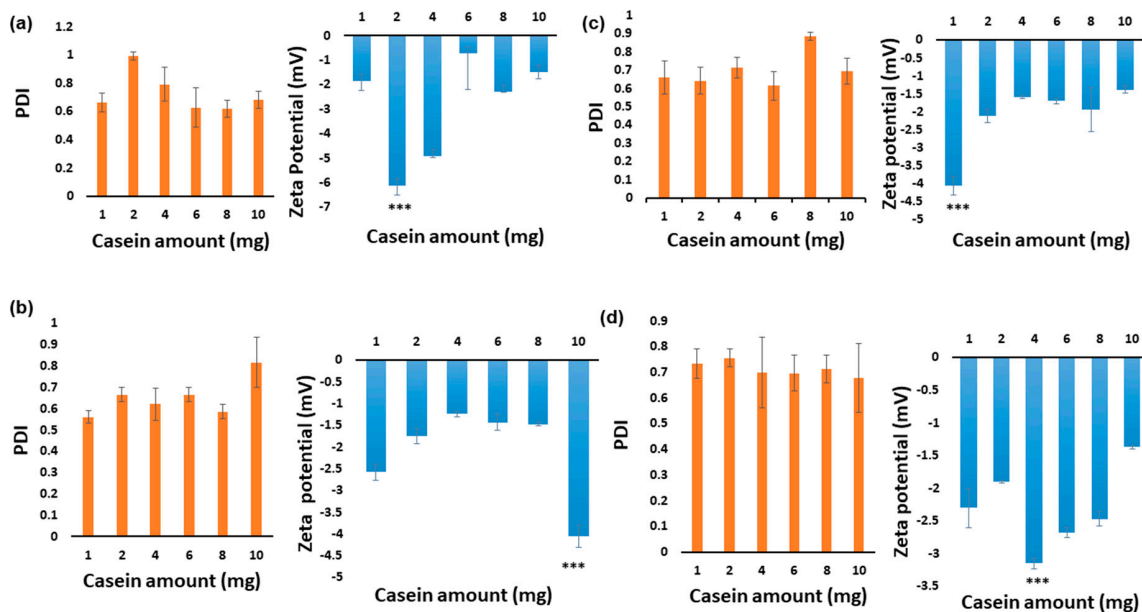 (a)
PDI
1.2
1
0.8
0.6
0.4
0.2
0
1 2 4 6 8 10
Casein amount (mg)
1 2 4 6 8 10
Zeta Potential (mV)
0
-1
-2
-3
-4
-5
-6
-7
***
Casein amount (mg)
(c)
PDI
1
0.9
0.8
0.7
0.6
0.5
0.4
0.3
0.2
0.1
0
1 2 4 6 8 10
Casein amount (mg)
1 2 4 6 8 10
Zeta potential (mV)
0
-0.5
-1
-1.5
-2
-2.5
-3
-3.5
-4
-4.5
-5
***
Casein amount (mg)
(b)
PDI
1
0.9
0.8
0.7
0.6
0.5
0.4
0.3
0.2
0.1
0
1 2 4 6 8 10
Casein amount (mg)
1 2 4 6 8 10
Zeta potential (mV)
0
-0.5
-1
-1.5
-2
-2.5
-3
-3.5
-4
-4.5
-5
***
Casein amount (mg)
(d)
PDI
0.9
0.8
0.7
0.6
0.5
0.4
0.3
0.2
0.1
0
1 2 4 6 8 10
Casein amount (mg)
1 2 4 6 8 10
Zeta potential (mV)
0
-0.5
-1
-1.5
-2
-2.5
-3
-3.5
***
Casein amount (mg)